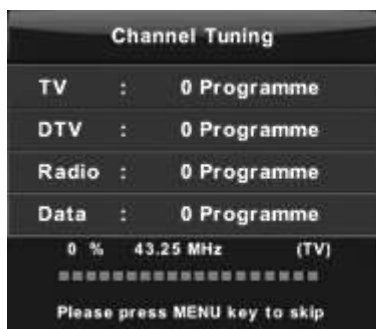 Channel Tuning
TV : 0 Programme
DTV : 0 Programme
Radio : 0 Programme
Data : 0 Programme
0 % 43.25 MHz (TV)
Please press MENU key to skip